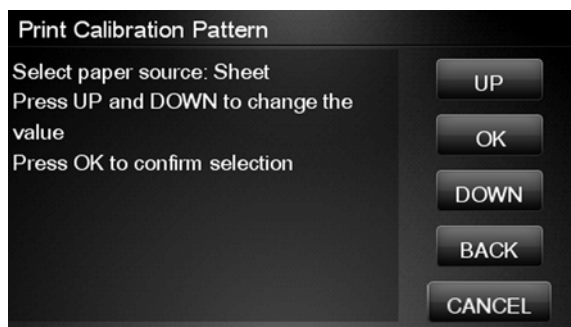 Print Calibration Pattern
Select paper source: Sheet
Press UP and DOWN to change the
value
Press OK to confirm selection
UP
OK
DOWN
BACK
CANCEL